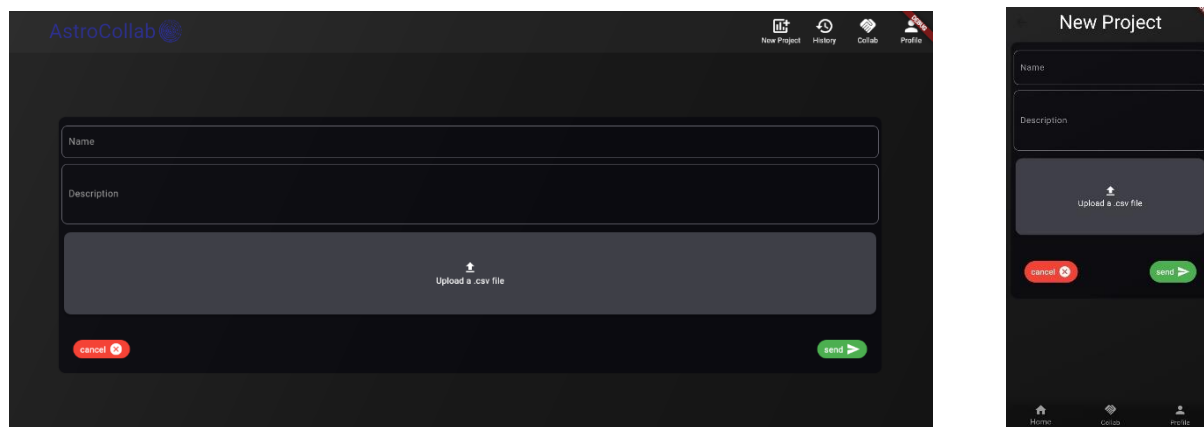 AstroCollab
New Project History Collab Profile
DEBUG
Name
Description
Upload a .csv file
cancel
send
New Project
Name
Description
Upload a .csv file
cancel
send
Home Collab Profile